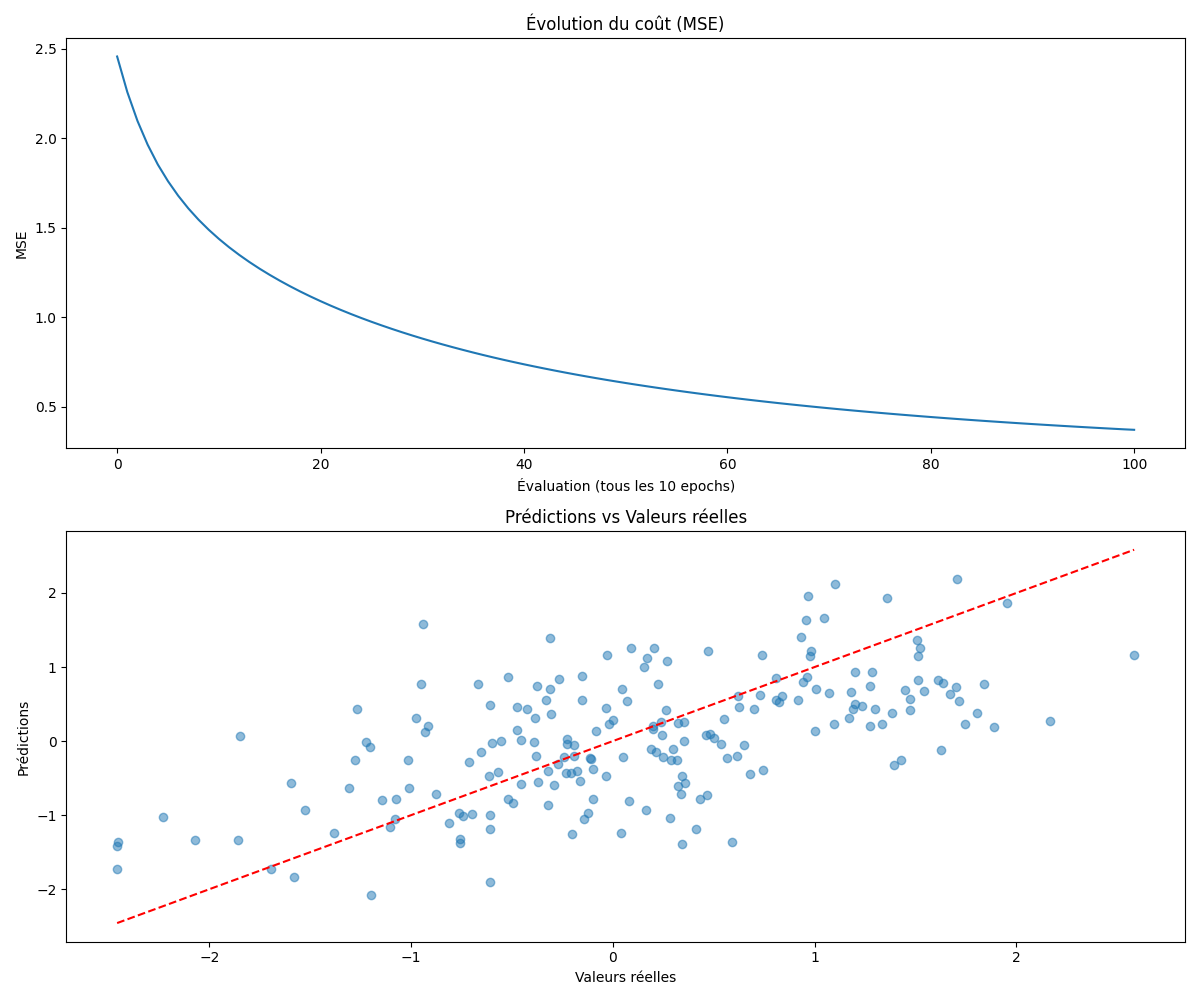 Évolution du coût (MSE)
2.5
2.0
1.5
1.0
0.5
MSE
0 20 40 60 80 100
Évaluation (tous les 10 epochs)
Prédictions vs Valeurs réelles
2
1
0
−1
−2
Prédictions
−2 −1 0 1 2
Valeurs réelles